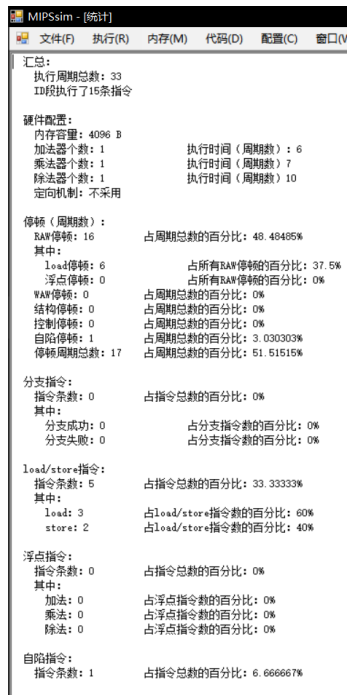 MIPSsim - [统计]
文件(F) 执行(R) 内存(M) 代码(D) 配置(C) 窗口(W
汇总:
执行周期总数: 33
ID段执行了15条指令
硬件配置:
内存容量: 4096 B
加法器个数: 1 执行时间（周期数）: 6
乘法器个数: 1 执行时间（周期数）7
除法器个数: 1 执行时间（周期数）10
定向机制: 不采用
停顿（周期数）:
RAW停顿: 16 占周期总数的百分比: 48.48485%
其中:
load停顿: 6 占所有RAW停顿的百分比: 37.5%
浮点停顿: 0 占所有RAW停顿的百分比: 0%
WAW停顿: 0 占周期总数的百分比: 0%
结构停顿: 0 占周期总数的百分比: 0%
控制停顿: 0 占周期总数的百分比: 0%
自陷停顿: 1 占周期总数的百分比: 3.030303%
停顿周期总数: 17 占周期总数的百分比: 51.51515%
分支指令:
指令条数: 0 占指令总数的百分比: 0%
其中:
分支成功: 0 占分支指令数的百分比: 0%
分支失败: 0 占分支指令数的百分比: 0%
load/store指令:
指令条数: 5 占指令总数的百分比: 33.33333%
其中:
load: 3 占load/store指令数的百分比: 60%
store: 2 占load/store指令数的百分比: 40%
浮点指令:
指令条数: 0 占指令总数的百分比: 0%
其中:
加法: 0 占浮点指令数的百分比: 0%
乘法: 0 占浮点指令数的百分比: 0%
除法: 0 占浮点指令数的百分比: 0%
自陷指令:
指令条数: 1 占指令总数的百分比: 6.666667%